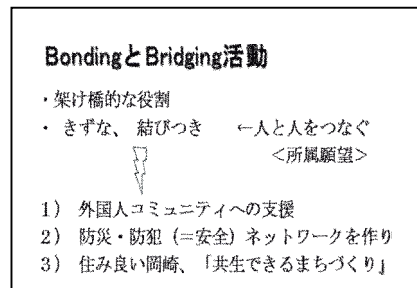 BondingとBridging活動
・架け橋的な役割
・きずな、結びつき ←人と人をつなぐ
<所属願望>
1) 外国人コミュニティへの支援
2) 防災・防犯(=安全)ネットワークを作り
3) 住み良い岡崎、「共生できるまちづくり」